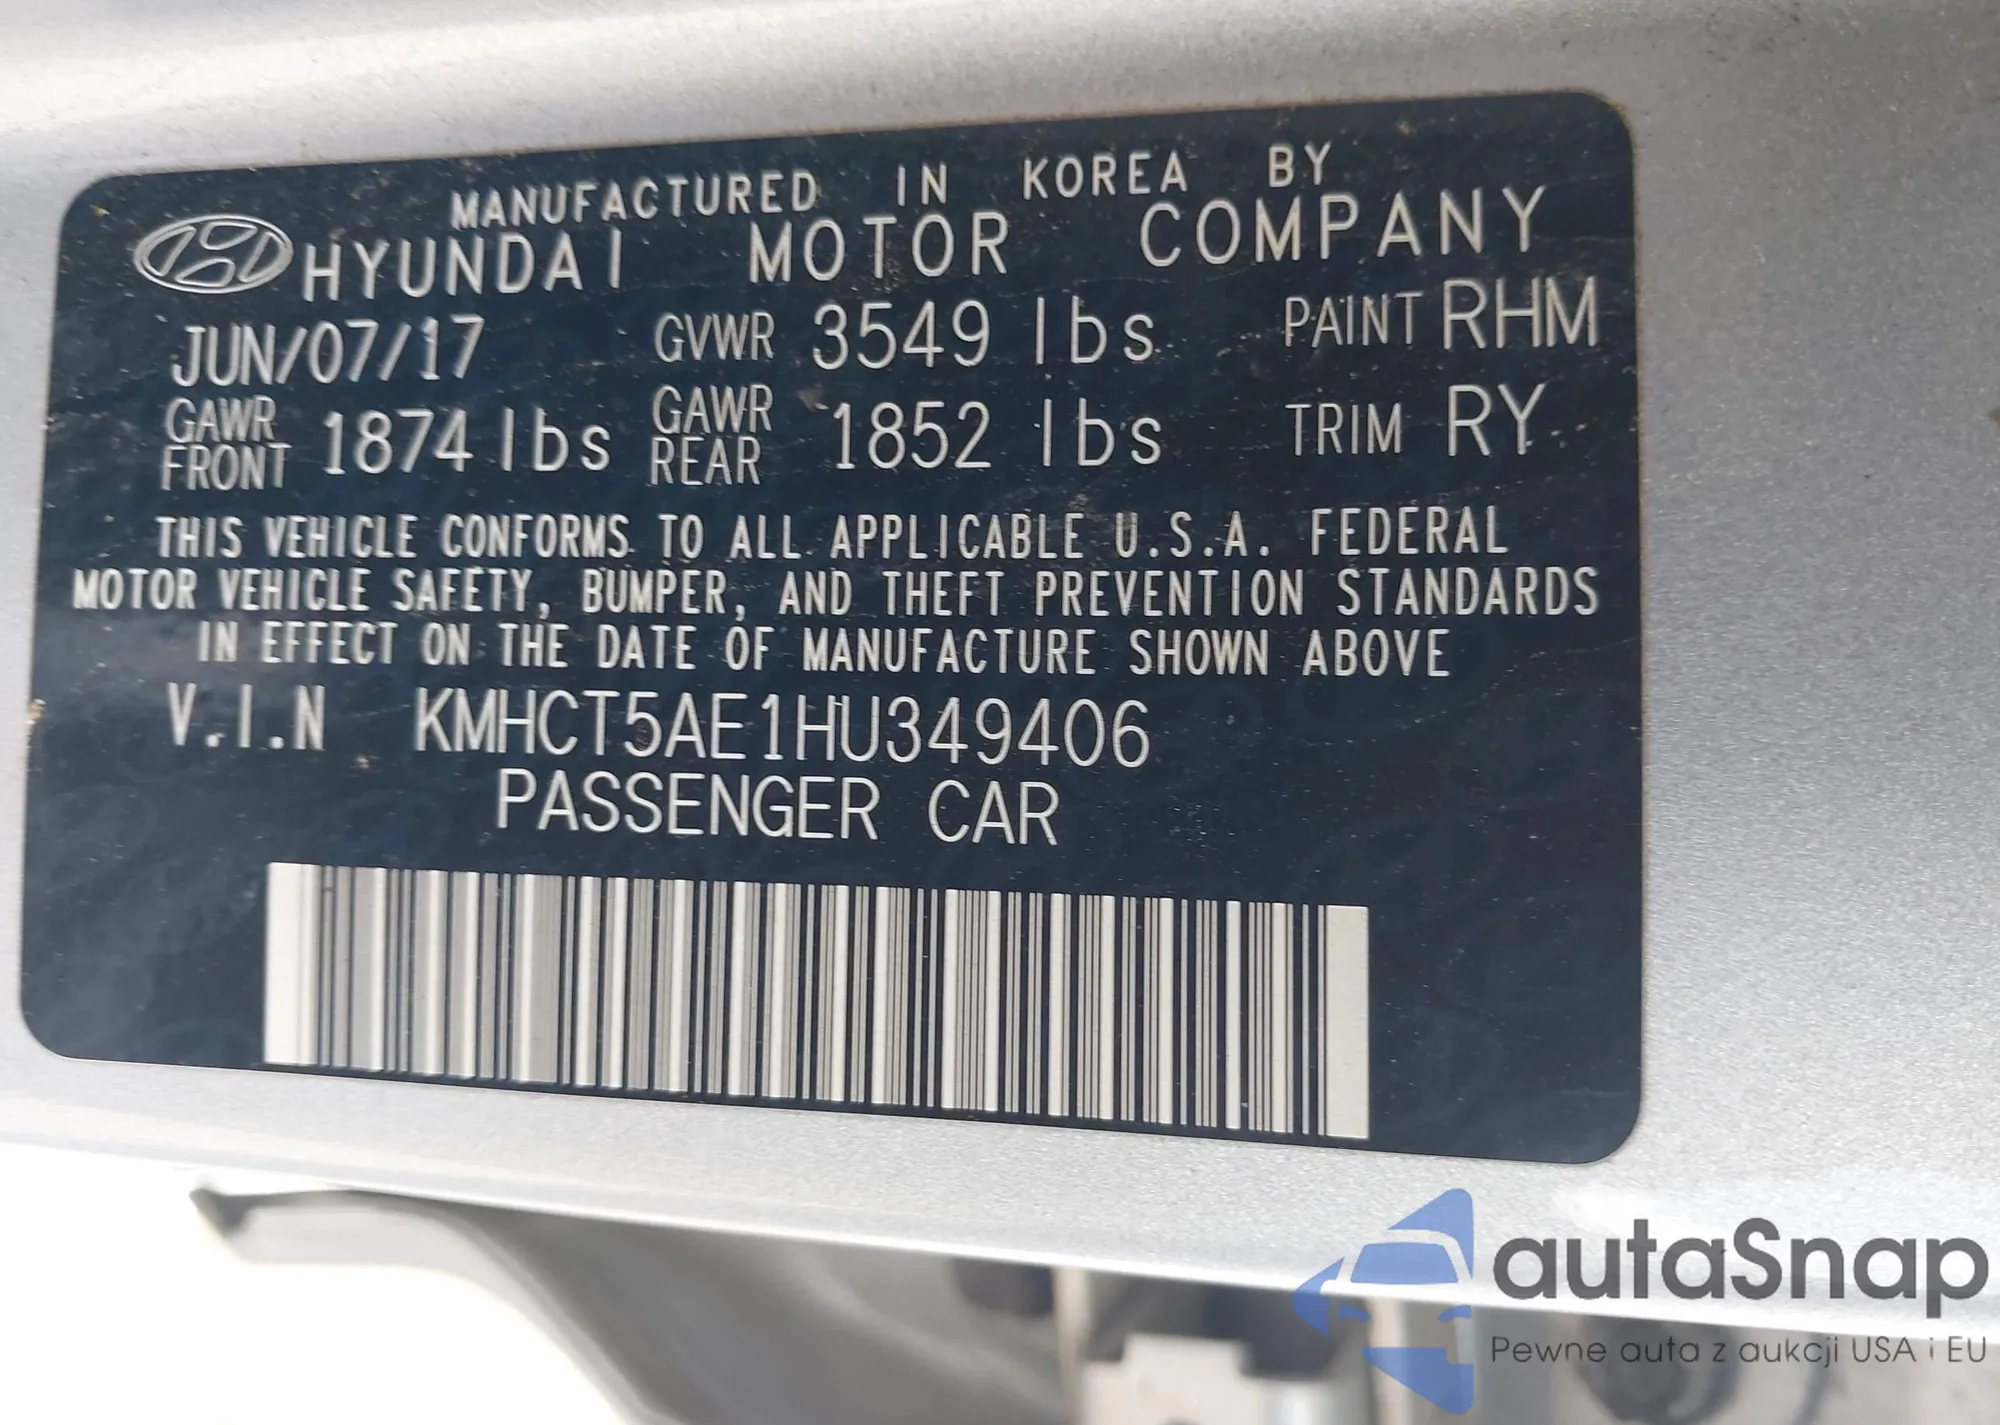 MANUFACTURED IN KOREA BY
HYUNDAI MOTOR COMPANY
JUN/07/17 GVWR 3549 lbs PAINT RHM
GAWR FRONT 1874 lbs GAWR REAR 1852 lbs TRIM RY
THIS VEHICLE CONFORMS TO ALL APPLICABLE U.S.A. FEDERAL
MOTOR VEHICLE SAFETY, BUMPER, AND THEFT PREVENTION STANDARDS
IN EFFECT ON THE DATE OF MANUFACTURE SHOWN ABOVE
V.I.N KMHCT5AE1HU349406
PASSENGER CAR
autaSnap
Pewne auta z aukcji USA i EU